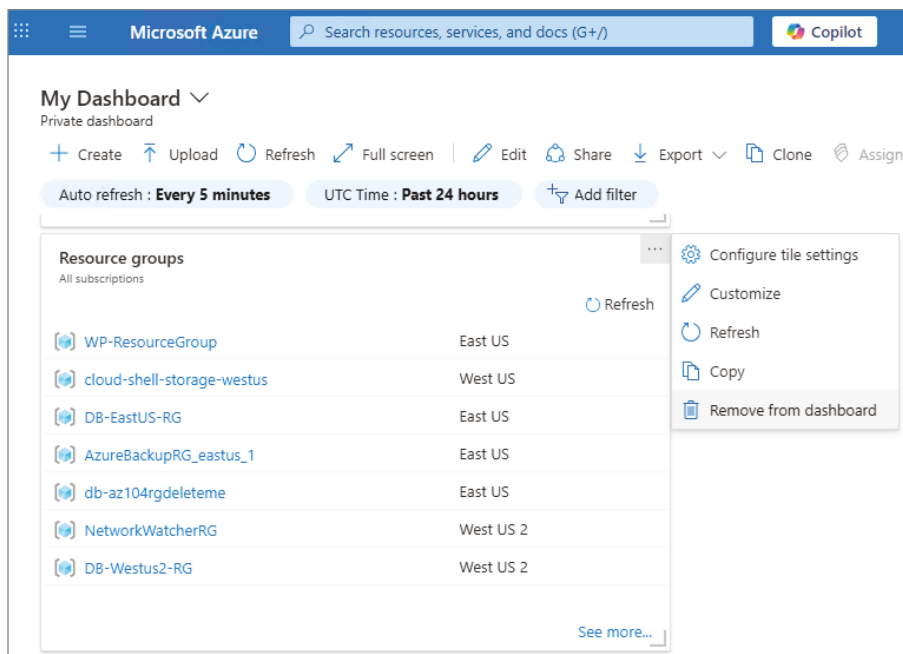 Microsoft Azure Search resources, services, and docs (G+/) Copilot
My Dashboard
Private dashboard
Create Upload Refresh Full screen Edit Share Export Clone Assign
Auto refresh : Every 5 minutes UTC Time : Past 24 hours Add filter
Resource groups
All subscriptions
Refresh
WP-ResourceGroup East US
cloud-shell-storage-westus West US
DB-EastUS-RG East US
AzureBackupRG_eastus_1 East US
db-az104rgdeleteme East US
NetworkWatcherRG West US 2
DB-Westus2-RG West US 2
See more...
...
Configure tile settings
Customize
Refresh
Copy
Remove from dashboard